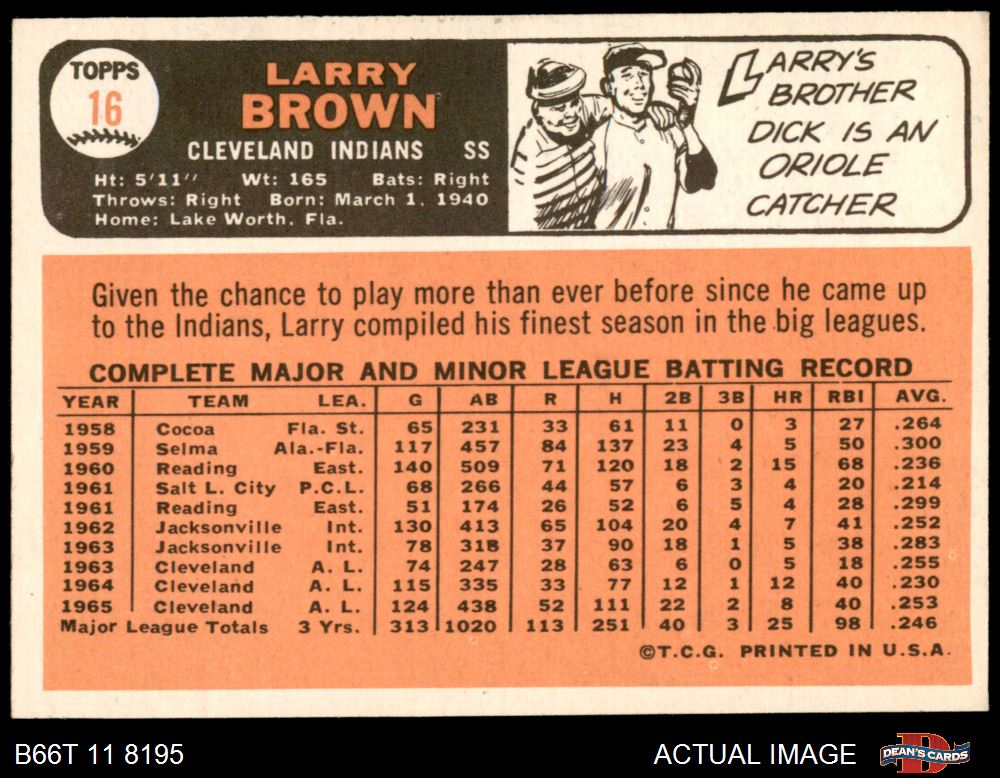 TOPPS
16
LARRY
BROWN
CLEVELAND INDIANS SS
Ht: 5'11" Wt: 165 Bats: Right
Throws: Right Born: March 1, 1940
Home: Lake Worth, Fla.
LARRY'S
BROTHER
DICK IS AN
ORIOLE
CATCHER
Given the chance to play more than ever before since he came up
to the Indians, Larry compiled his finest season in the big leagues.
COMPLETE MAJOR AND MINOR LEAGUE BATTING RECORD
YEAR TEAM LEA. G AB R H 2B 3B HR RBI AVG.
1958 Cocoa Fla. St. 65 231 33 61 11 0 3 27 .264
1959 Selma Ala.-Fla. 117 457 84 137 23 4 5 50 .300
1960 Reading East. 140 509 71 120 18 2 15 68 .236
1961 Salt L. City P.C.L. 68 266 44 57 6 3 4 20 .214
1961 Reading East. 51 174 26 52 6 5 4 28 .299
1962 Jacksonville Int. 130 413 65 104 20 4 7 41 .252
1963 Jacksonville Int. 78 318 37 90 18 1 5 38 .283
1963 Cleveland A. L. 74 247 28 63 6 0 5 18 .255
1964 Cleveland A. L. 115 335 33 77 12 1 12 40 .230
1965 Cleveland A. L. 124 438 52 111 22 2 8 40 .253
Major League Totals 3 Yrs. 313 1020 113 251 40 3 25 98 .246
©T.C.G. PRINTED IN U.S.A.
B66T 11 8195
ACTUAL IMAGE
DEAN'S CARDS